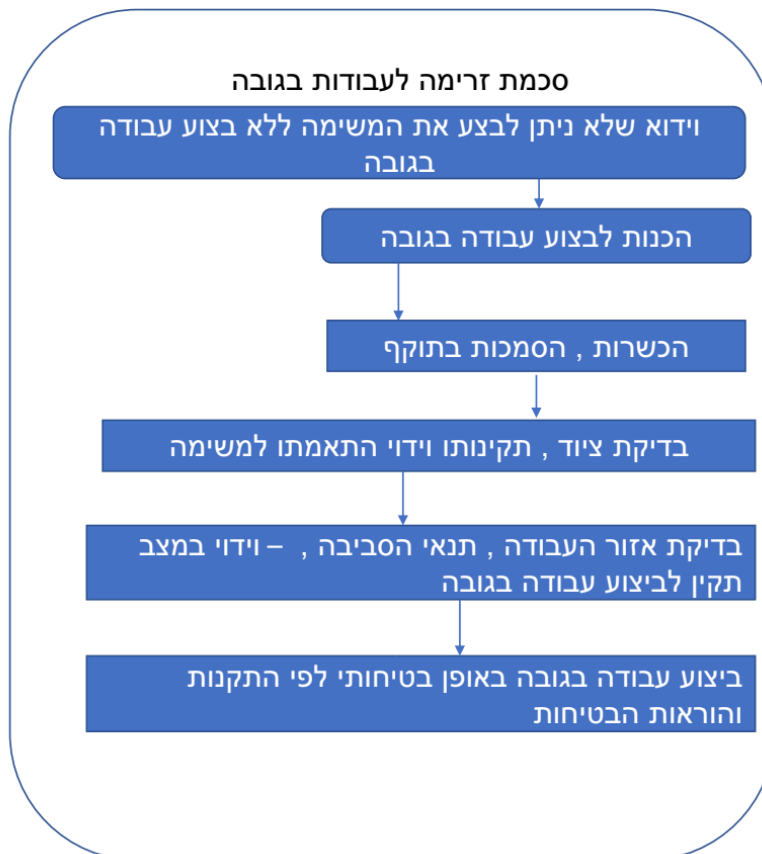 סכמת זרימה לעבודות בגובה
וידוא שלא ניתן לבצע את המשימה ללא בצוע עבודה
בגובה
הכנות לבצוע עבודה בגובה
הכשרות , הסמכות בתוקף
בדיקת ציוד , תקינותו וידוי התאמתו למשימה
בדיקת אזור העבודה , תנאי הסביבה , – וידוי במצב
תקין לביצוע עבודה בגובה
ביצוע עבודה בגובה באופן בטיחותי לפי התקנות
והוראות הבטיחות